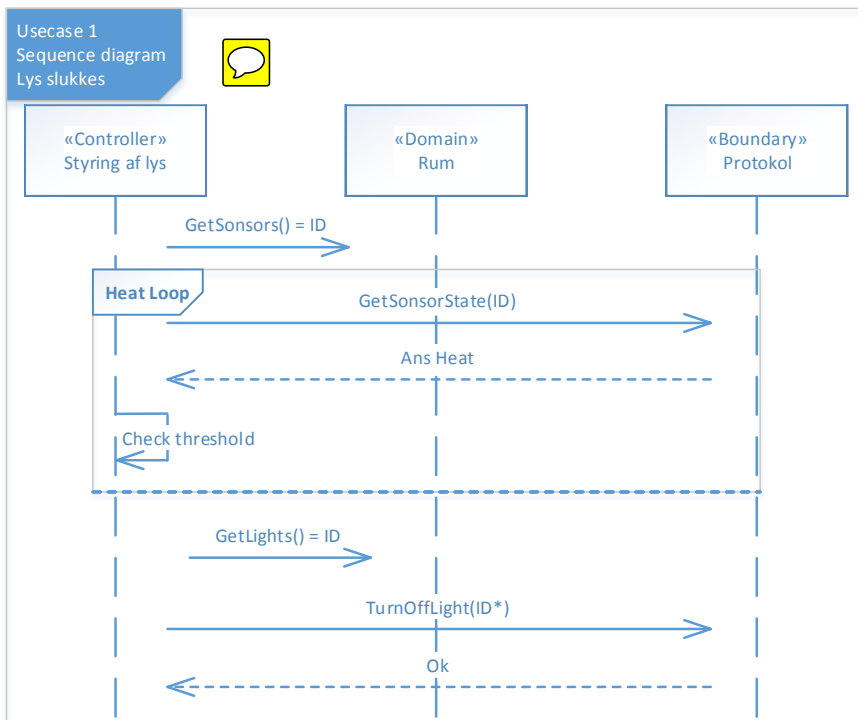 Usecase 1
Sequence diagram
Lys slukkes
«Controller»
Styring af lys
«Domain»
Rum
«Boundary»
Protokol
GetSonsors() = ID
Heat Loop
GetSonsorState(ID)
Ans Heat
Check threshold
GetLights() = ID
TurnOffLight(ID*)
Ok